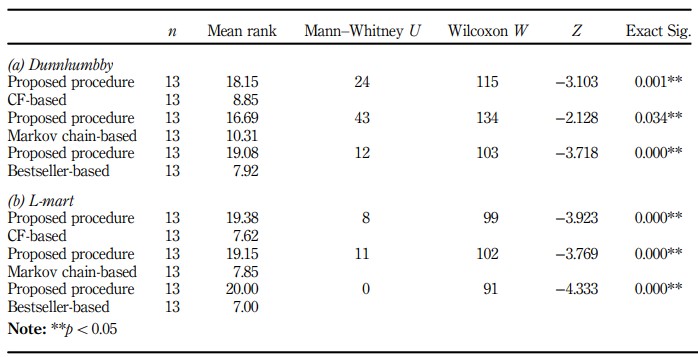 n Mean rank Mann–Whitney U Wilcoxon W Z Exact Sig.
(a) Dunnhumbby
Proposed procedure 13 18.15 24 115 −3.103 0.001**
CF-based 13 8.85
Proposed procedure 13 16.69 43 134 −2.128 0.034**
Markov chain-based 13 10.31
Proposed procedure 13 19.08 12 103 −3.718 0.000**
Bestseller-based 13 7.92
(b) L-mart
Proposed procedure 13 19.38 8 99 −3.923 0.000**
CF-based 13 7.62
Proposed procedure 13 19.15 11 102 −3.769 0.000**
Markov chain-based 13 7.85
Proposed procedure 13 20.00 0 91 −4.333 0.000**
Bestseller-based 13 7.00
Note: **p < 0.05